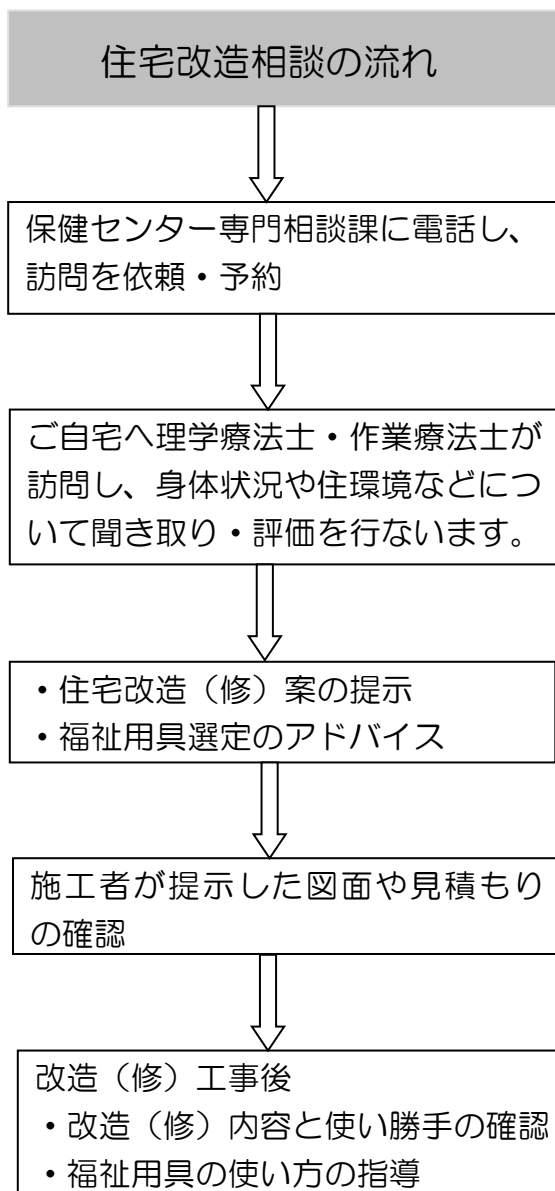 住宅改造相談の流れ
保健センター専門相談課に電話し、
訪問を依頼・予約
ご自宅へ理学療法士・作業療法士が
訪問し、身体状況や住環境などにつ
いて聞き取り・評価を行ないます。
・住宅改造（修）案の提示
・福祉用具選定のアドバイス
施工者が提示した図面や見積もり
の確認
改造（修）工事後
・改造（修）内容と使い勝手の確認
・福祉用具の使い方の指導